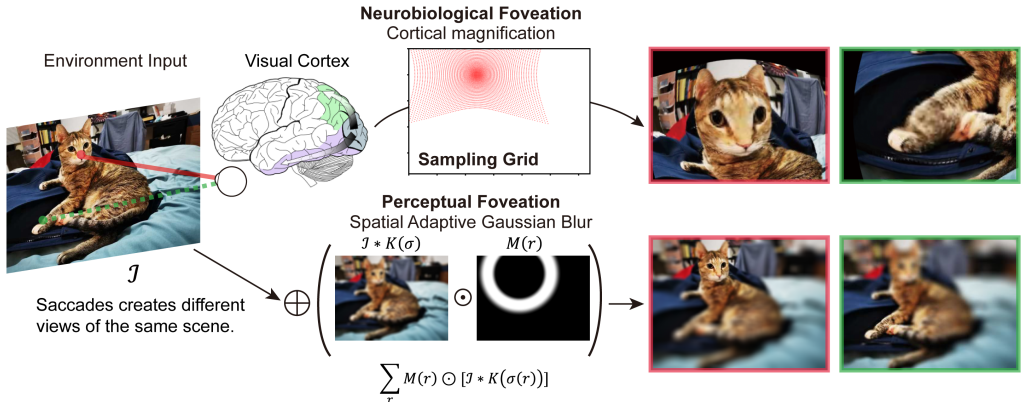 Neurobiological Foveation
Cortical magnification
Environment Input
Visual Cortex
Sampling Grid
Perceptual Foveation
Spatial Adaptive Gaussian Blur
ℐ ∗ K(σ)
M(r)
ℐ
Saccades creates different
views of the same scene.
⊕ ( ⊙ )
∑ M(r) ⊙ [ℐ ∗ K(σ(r))]
r